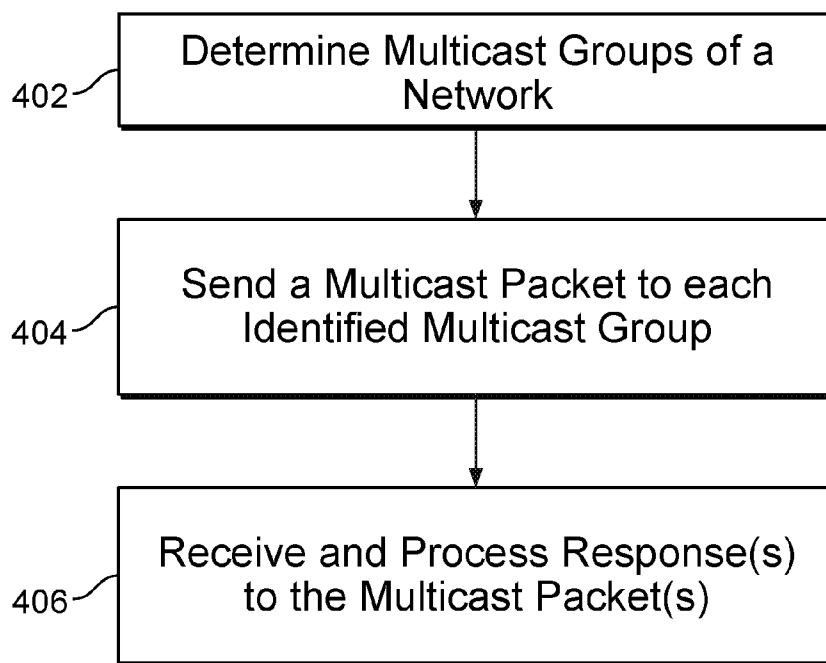 Determine Multicast Groups of a
Network
402
Send a Multicast Packet to each
Identified Multicast Group
404
Receive and Process Response(s)
to the Multicast Packet(s)
406